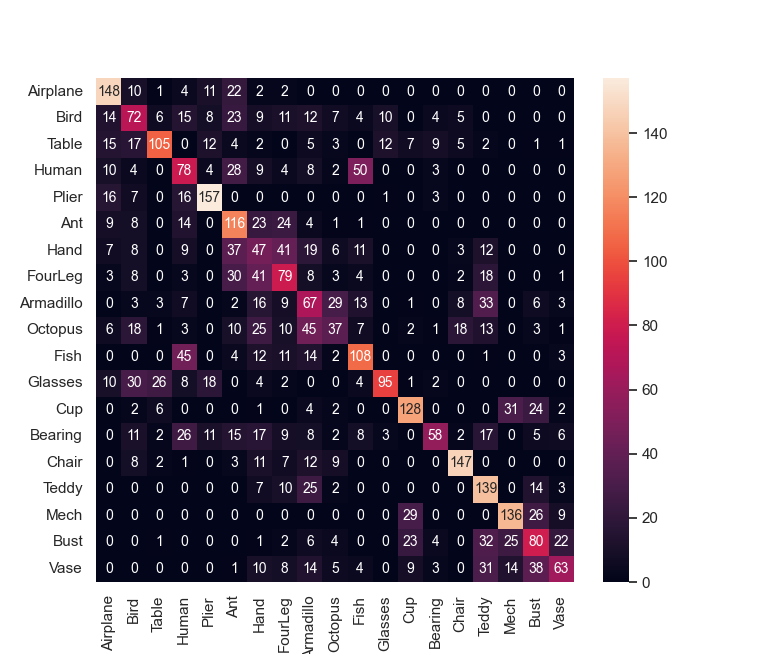 Airplane 148 10 1 4 11 22 2 2 0 0 0 0 0 0 0 0 0 0 0
Bird 14 72 6 15 8 23 9 11 12 7 4 10 0 4 5 0 0 0 0
Table 15 17 105 0 12 4 2 0 5 3 0 12 7 9 5 2 0 1 1
Human 10 4 0 78 4 28 9 4 8 2 50 0 0 3 0 0 0 0 0
Plier 16 7 0 16 157 0 0 0 0 0 0 1 0 3 0 0 0 0 0
Ant 9 8 0 14 0 116 23 24 4 1 1 0 0 0 0 0 0 0 0
Hand 7 8 0 9 0 37 47 41 19 6 11 0 0 0 3 12 0 0 0
FourLeg 3 8 0 3 0 30 41 79 8 3 4 0 0 0 2 18 0 0 1
Armadillo 0 3 3 7 0 2 16 9 67 29 13 0 1 0 8 33 0 6 3
Octopus 6 18 1 3 0 10 25 10 45 37 7 0 2 1 18 13 0 3 1
Fish 0 0 0 45 0 4 12 11 14 2 108 0 0 0 0 1 0 0 3
Glasses 10 30 26 8 18 0 4 2 0 0 4 95 1 2 0 0 0 0 0
Cup 0 2 6 0 0 0 1 0 4 2 0 0 128 0 0 0 31 24 2
Bearing 0 11 2 26 11 15 17 9 8 2 8 3 0 58 2 17 0 5 6
Chair 0 8 2 1 0 3 11 7 12 9 0 0 0 0 147 0 0 0 0
Teddy 0 0 0 0 0 0 7 10 25 2 0 0 0 0 0 139 0 14 3
Mech 0 0 0 0 0 0 0 0 0 0 0 0 29 0 0 0 136 26 9
Bust 0 0 1 0 0 0 1 2 6 4 0 0 23 4 0 32 25 80 22
Vase 0 0 0 0 0 1 10 8 14 5 4 0 9 3 0 31 14 38 63
Airplane Bird Table Human Plier Ant Hand FourLeg Armadillo Octopus Fish Glasses Cup Bearing Chair Teddy Mech Bust Vase
140
120
100
80
60
40
20
0